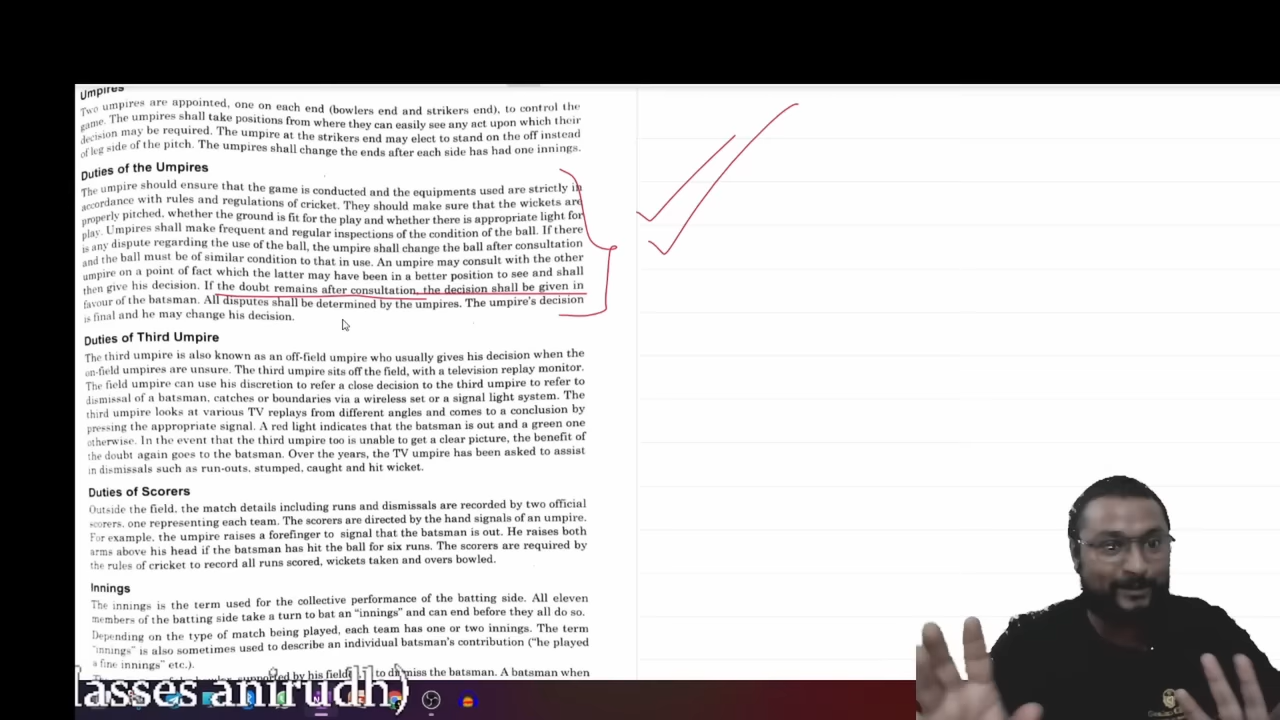 Umpires
Two umpires are appointed, one on each end (bowlers end and strikers end), to control the
game. The umpires shall take positions from where they can easily see any act upon which their
decision may be required. The umpire at the strikers end may elect to stand on the off instead
of leg side of the pitch. The umpires shall change the ends after each side has had one innings.
Duties of the Umpires
The umpire should ensure that the game is conducted and the equipments used are strictly in
accordance with rules and regulations of cricket. They should make sure that the wickets are
properly pitched, whether the ground is fit for the play and whether there is appropriate light for
play. Umpires shall make frequent and regular inspections of the condition of the ball. If there
is any dispute regarding the use of the ball, the umpire shall change the ball after consultation
and the ball must be of similar condition to that in use. An umpire may consult with the other
umpire on a point of fact which the latter may have been in a better position to see and shall
then give his decision. If the doubt remains after consultation, the decision shall be given in
favour of the batsman. All disputes shall be determined by the umpires. The umpire's decision
is final and he may change his decision.
Duties of Third Umpire
The third umpire is also known as an off-field umpire who usually gives his decision when the
on-field umpires are unsure. The third umpire sits off the field, with a television replay monitor.
The field umpire can use his discretion to refer a close decision to the third umpire to refer to
dismissal of a batsman, catches or boundaries via a wireless set or a signal light system. The
third umpire looks at various TV replays from different angles and comes to a conclusion by
pressing the appropriate signal. A red light indicates that the batsman is out and a green one
otherwise. In the event that the third umpire too is unable to get a clear picture, the benefit of
the doubt again goes to the batsman. Over the years, the TV umpire has been asked to assist
in dismissals such as run-outs, stumped, caught and hit wicket.
Duties of Scorers
Outside the field, the match details including runs and dismissals are recorded by two official
scorers, one representing each team. The scorers are directed by the hand signals of an umpire.
For example, the umpire raises a forefinger to signal that the batsman is out. He raises both
arms above his head if the batsman has hit the ball for six runs. The scorers are required by
the rules of cricket to record all runs scored, wickets taken and overs bowled.
Innings
The innings is the term used for the collective performance of the batting side. All eleven
members of the batting side take a turn to bat an "innings" and can end before they all do so.
Depending on the type of match being played, each team has one or two innings. The term
"innings" is also sometimes used to describe an individual batsman's contribution ("he played
a fine innings" etc.).
supported by his to dismiss the batsman. A batsman when
lasses anirudh)